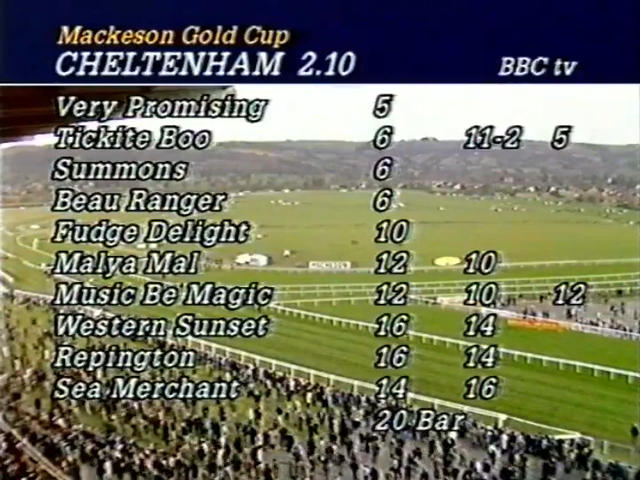 Mackeson Gold Cup
CHELTENHAM 2.10 BBC tv
Very Promising 5
Tickite Boo 6 11-2 5
Summons 6
Beau Ranger 6
Fudge Delight 10
Malya Mal 12 10
Music Be Magic 12 10 12
Western Sunset 16 14
Repington 16 14
Sea Merchant 14 16
20 Bar
MACKESON